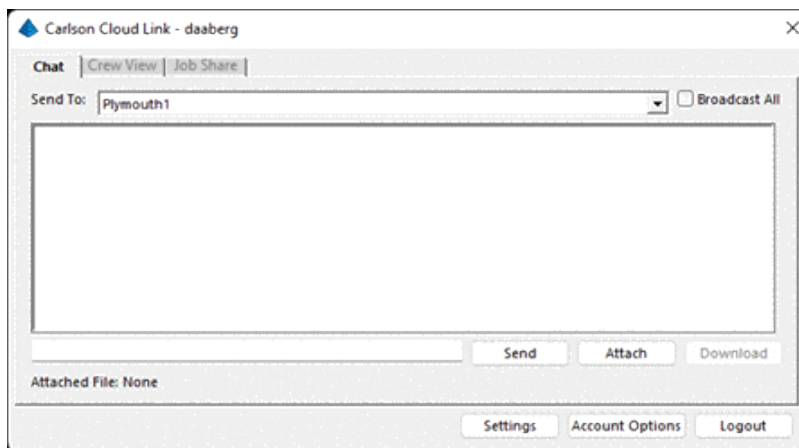 Carlson Cloud Link - daaberg
Chat Crew View Job Share
Send To: Plymouth1 Broadcast All
Send Attach Download
Attached File: None
Settings Account Options Logout